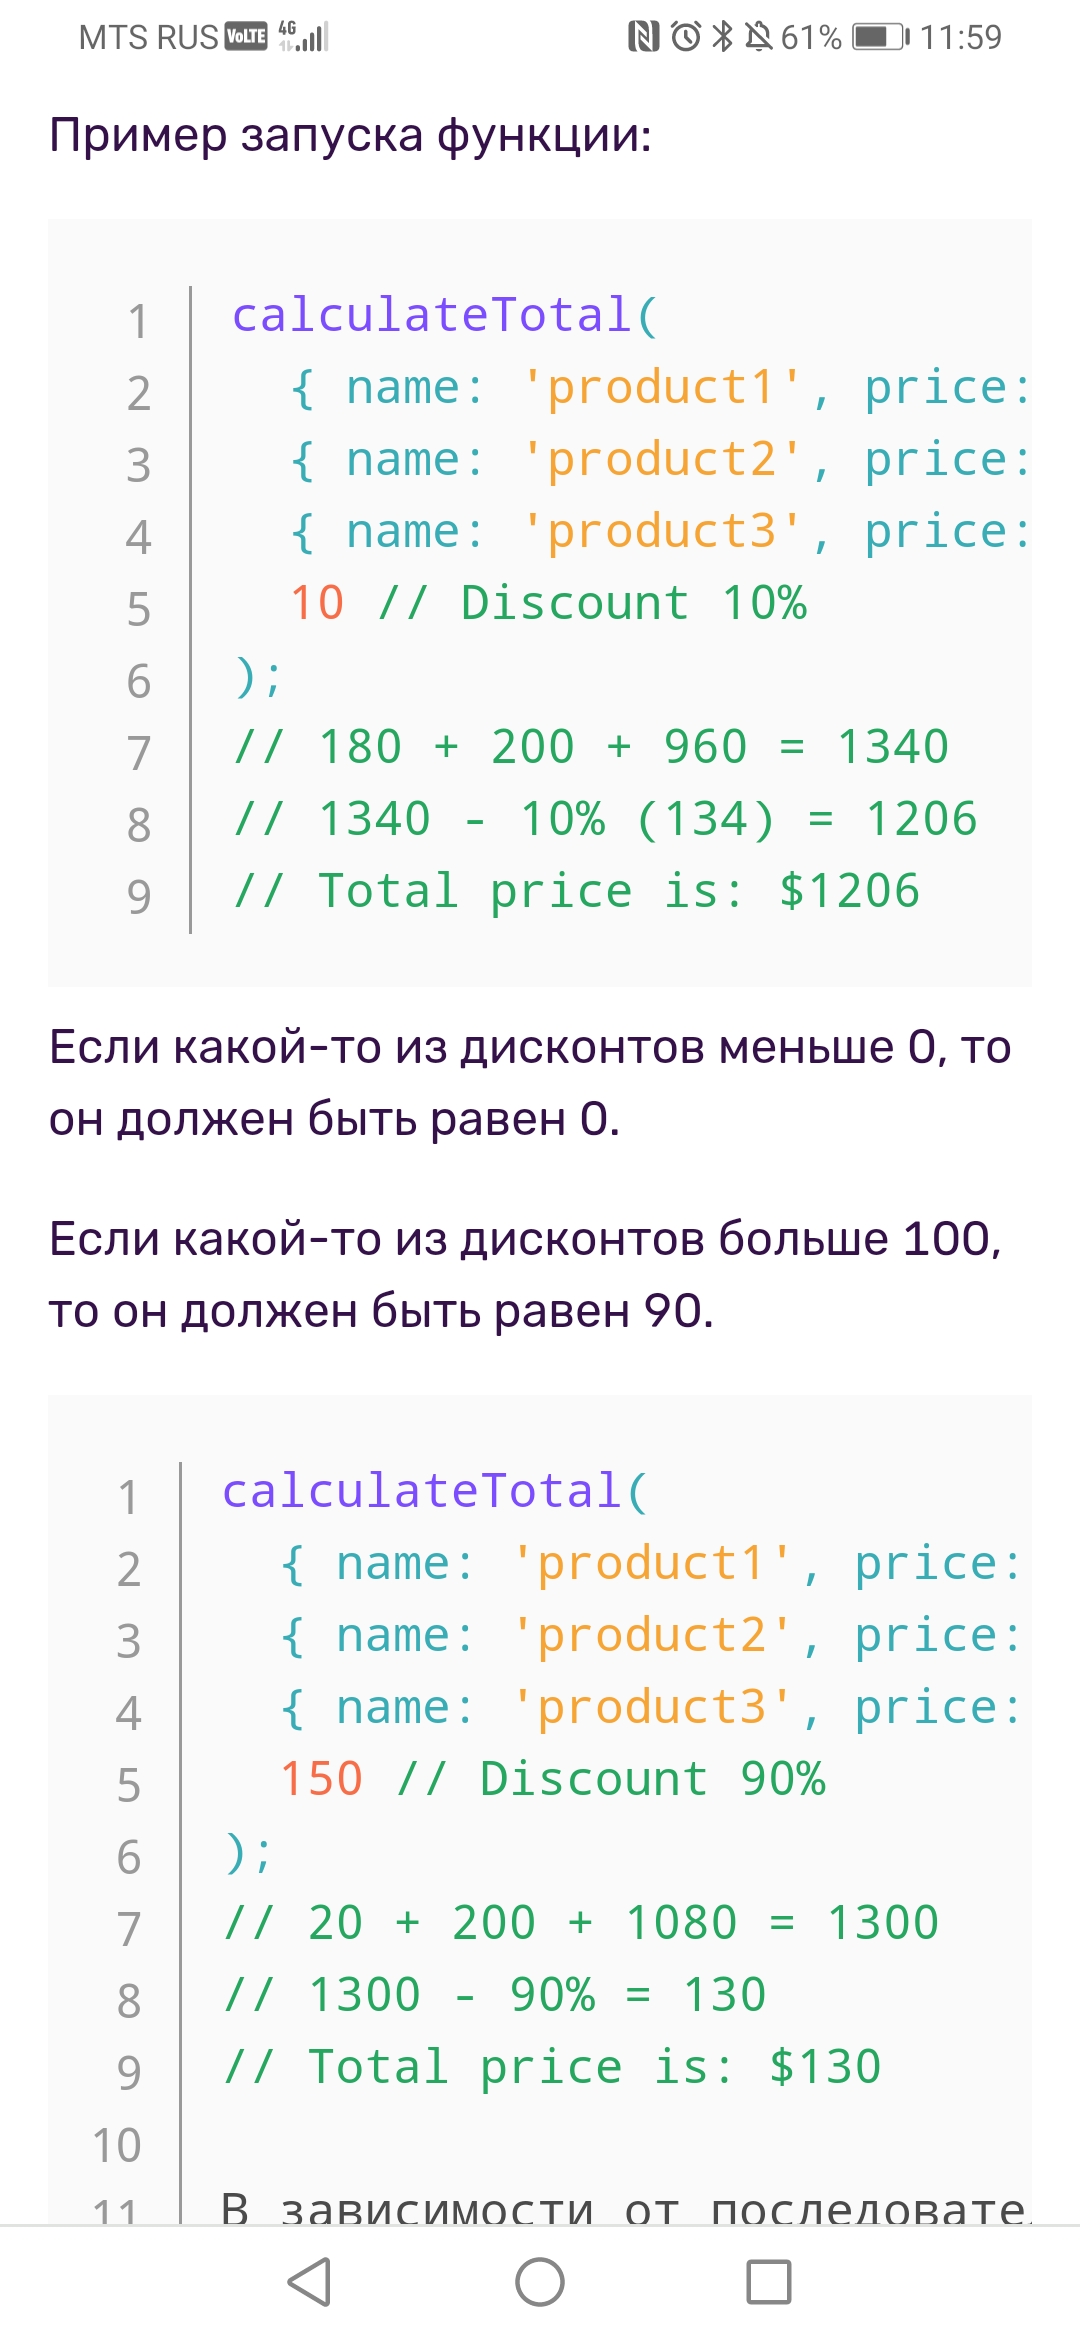 MTS RUS VoLTE 4G 61% 11:59
Пример запуска функции:
1 calculateTotal(
2 { name: 'product1', price:
3 { name: 'product2', price:
4 { name: 'product3', price:
5 10 // Discount 10%
6 );
7 // 180 + 200 + 960 = 1340
8 // 1340 - 10% (134) = 1206
9 // Total price is: $1206
Если какой-то из дисконтов меньше 0, то
он должен быть равен 0.
Если какой-то из дисконтов больше 100,
то он должен быть равен 90.
1 calculateTotal(
2 { name: 'product1', price:
3 { name: 'product2', price:
4 { name: 'product3', price:
5 150 // Discount 90%
6 );
7 // 20 + 200 + 1080 = 1300
8 // 1300 - 90% = 130
9 // Total price is: $130
10
11 В зависимости от последовате